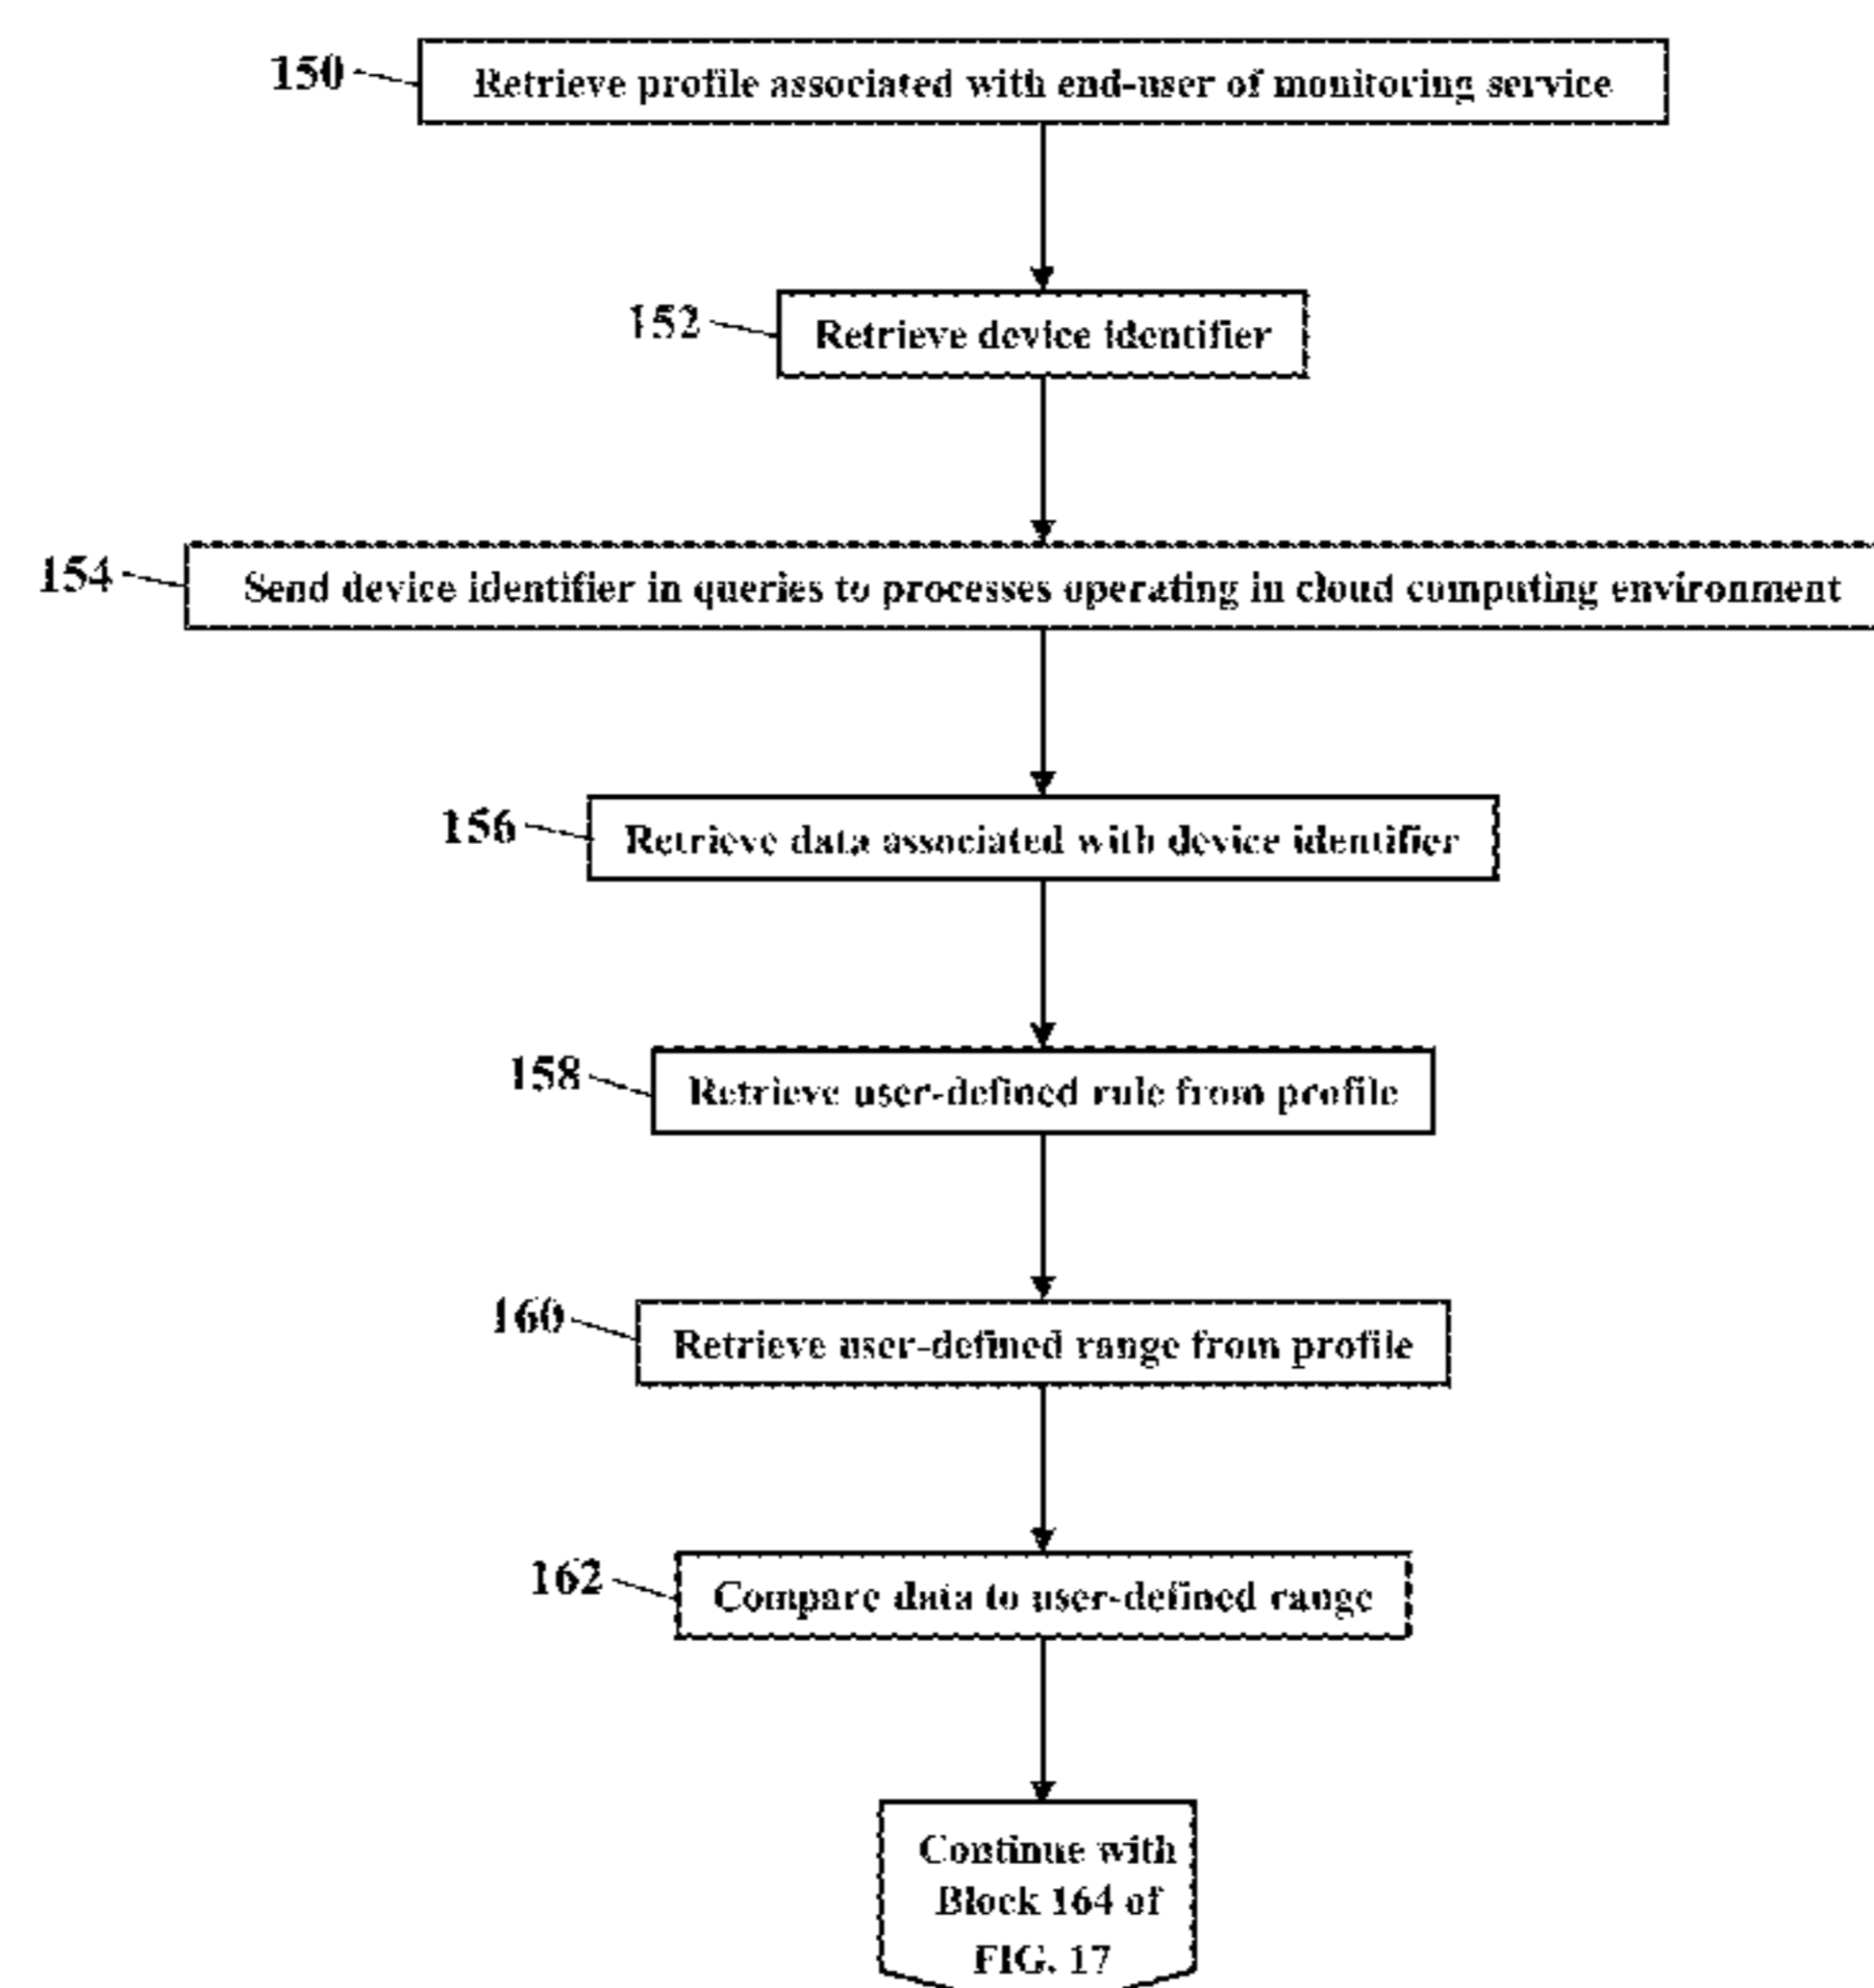 150 Retrieve profile associated with end-user of monitoring service
152 Retrieve device identifier
154 Send device identifier in queries to processes operating in cloud computing environment
156 Retrieve data associated with device identifier
158 Retrieve user-defined rule from profile
160 Retrieve user-defined range from profile
162 Compare data to user-defined range
Continue with
Block 164 of
FIG. 17